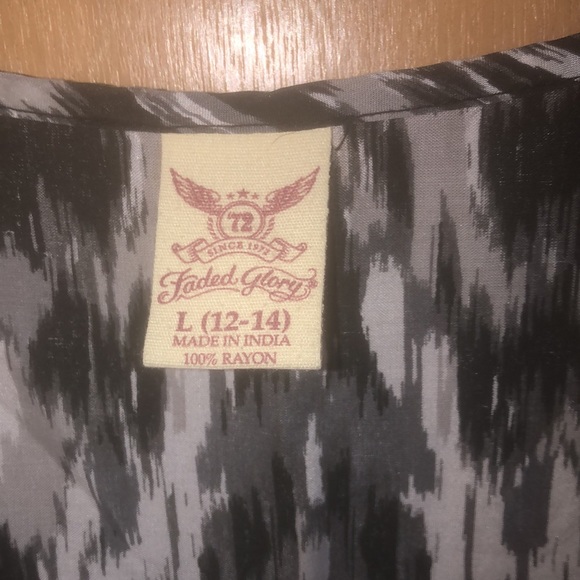 '72
SINCE 1972
Faded Glory
L (12-14)
MADE IN INDIA
100% RAYON